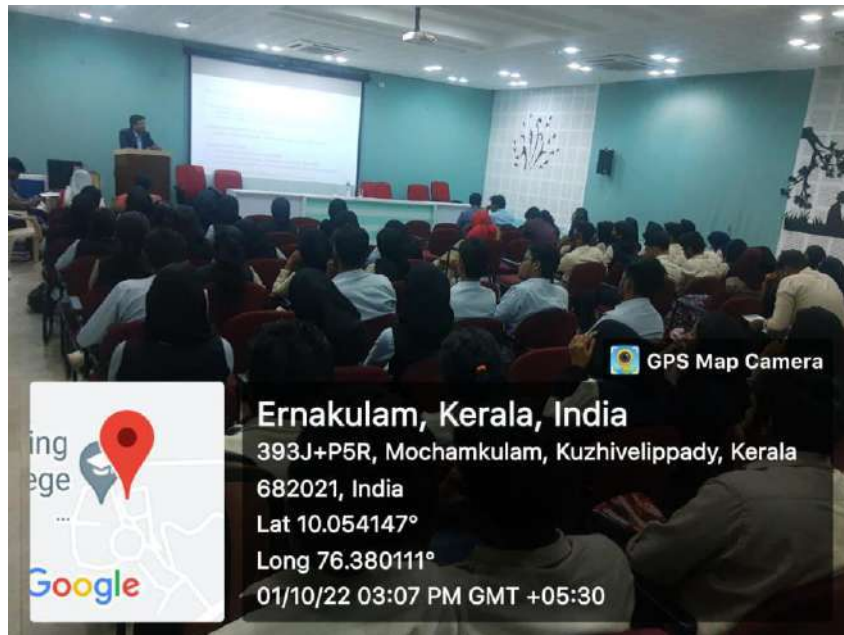 GPS Map Camera
Ernakulam, Kerala, India
393J+P5R, Mochamkulam, Kuzhivelippady, Kerala
682021, India
Lat 10.054147°
Long 76.380111°
01/10/22 03:07 PM GMT +05:30
ing
ege
...
Google